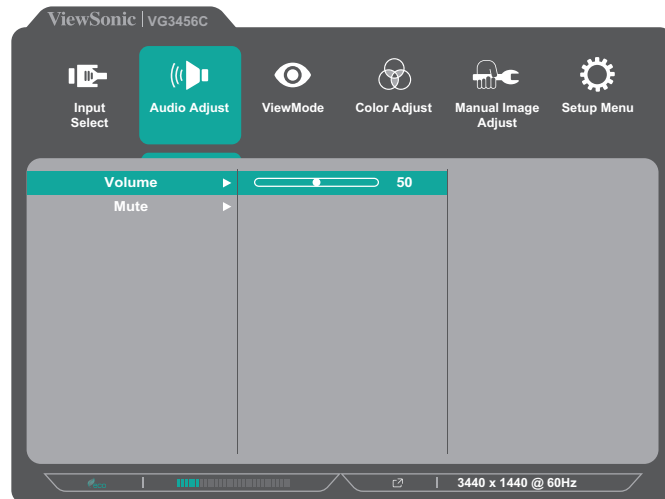 ViewSonic | VG3456C
Input
Select
Audio Adjust
ViewMode
Color Adjust
Manual Image
Adjust
Setup Menu
Volume 50
Mute
eco
3440 x 1440 @ 60Hz